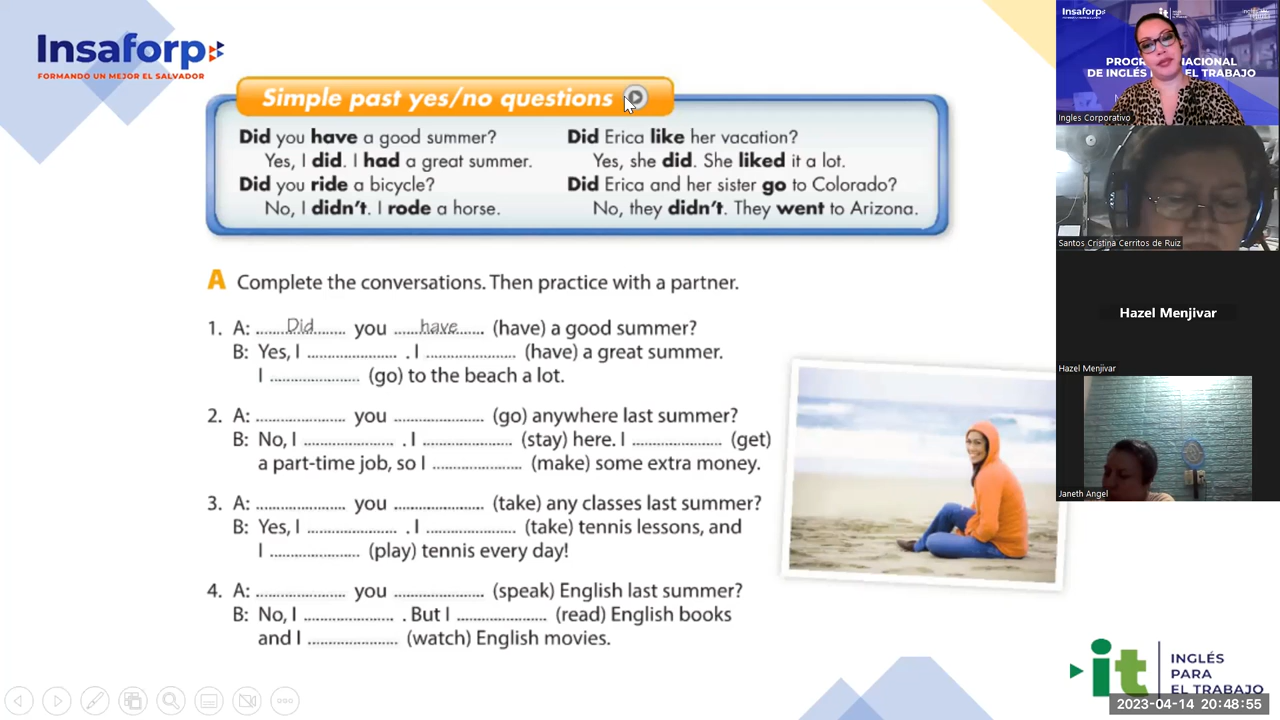 Insaforp
FORMANDO UN MEJOR EL SALVADOR
Simple past yes/no questions
Did you have a good summer?
Yes, I did. I had a great summer.
Did you ride a bicycle?
No, I didn't. I rode a horse.
Did Erica like her vacation?
Yes, she did. She liked it a lot.
Did Erica and her sister go to Colorado?
No, they didn't. They went to Arizona.
A Complete the conversations. Then practice with a partner.
1. A: Did you have (have) a good summer?
B: Yes, I .................... . I .................... (have) a great summer.
I .................... (go) to the beach a lot.
2. A: .................... you .................... (go) anywhere last summer?
B: No, I .................... . I .................... (stay) here. I .................... (get)
a part-time job, so I .................... (make) some extra money.
3. A: .................... you .................... (take) any classes last summer?
B: Yes, I .................... . I .................... (take) tennis lessons, and
I .................... (play) tennis every day!
4. A: .................... you .................... (speak) English last summer?
B: No, I .................... . But I .................... (read) English books
and I .................... (watch) English movies.
Insaforp
it
Ingles Corporativo
Santos Cristina Cerritos de Ruiz
Hazel Menjivar
Hazel Menjivar
Janeth Angel
it INGLÉS
PARA
EL TRABAJO
2023-04-14 20:48:55